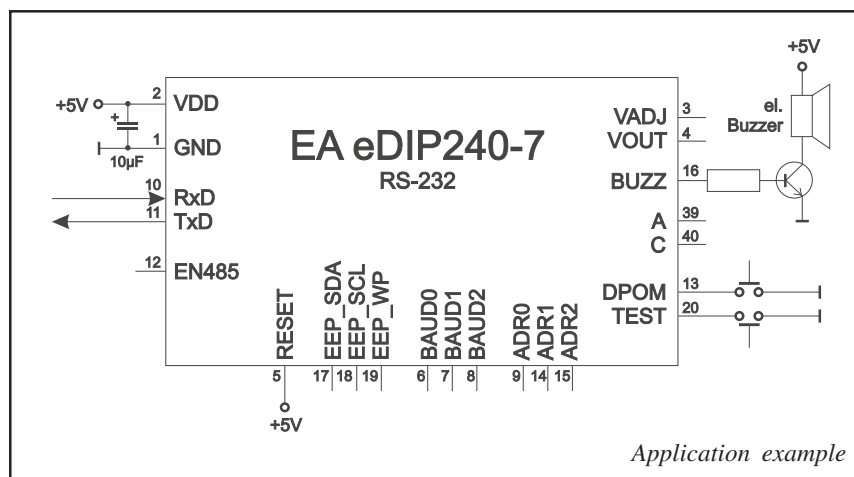 +5V
2
VDD
+5V
+
10µF
1
GND
EA eDIP240-7
RS-232
10
RxD
11
TxD
12
EN485
VADJ
3
VOUT
4
el.
Buzzer
BUZZ
16
A
39
C
40
DPOM
13
TEST
20
RESET
EEP_SDA
EEP_SCL
EEP_WP
BAUD0
BAUD1
BAUD2
ADR0
ADR1
ADR2
5
17
18
19
6
7
8
9
14
15
+5V
Application example